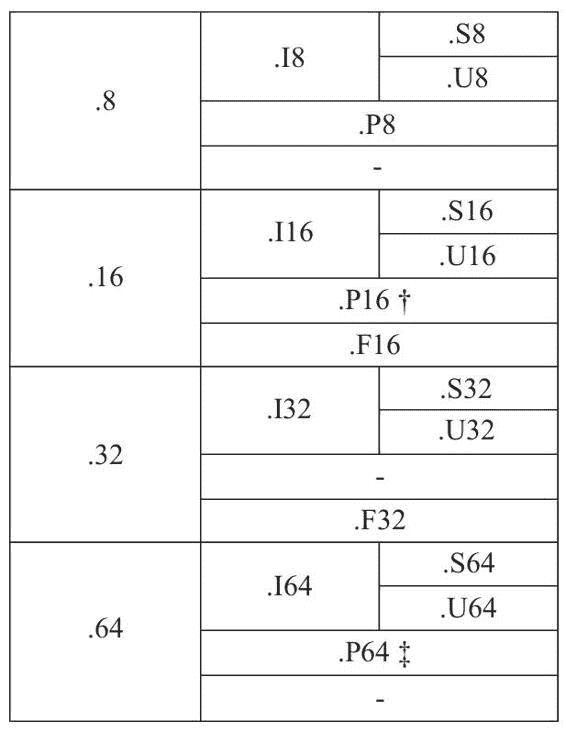 .8
.I8
.S8
.U8
.P8
-
.16
.I16
.S16
.U16
.P16 †
.F16
.32
.I32
.S32
.U32
-
.F32
.64
.I64
.S64
.U64
.P64 ‡
-